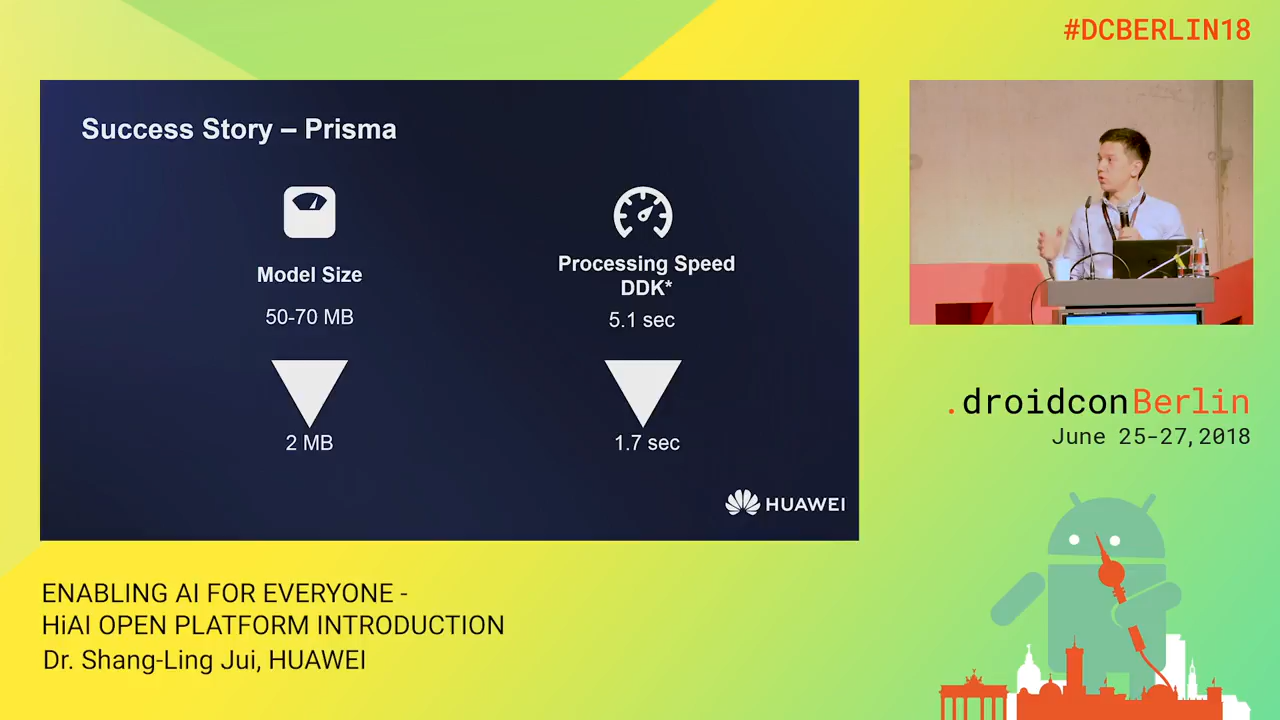 #DCBERLIN18
Success Story – Prisma
Model Size
50-70 MB
2 MB
Processing Speed
DDK*
5.1 sec
1.7 sec
HUAWEI
.droidconBerlin
June 25-27, 2018
ENABLING AI FOR EVERYONE -
HiAI OPEN PLATFORM INTRODUCTION
Dr. Shang-Ling Jui, HUAWEI